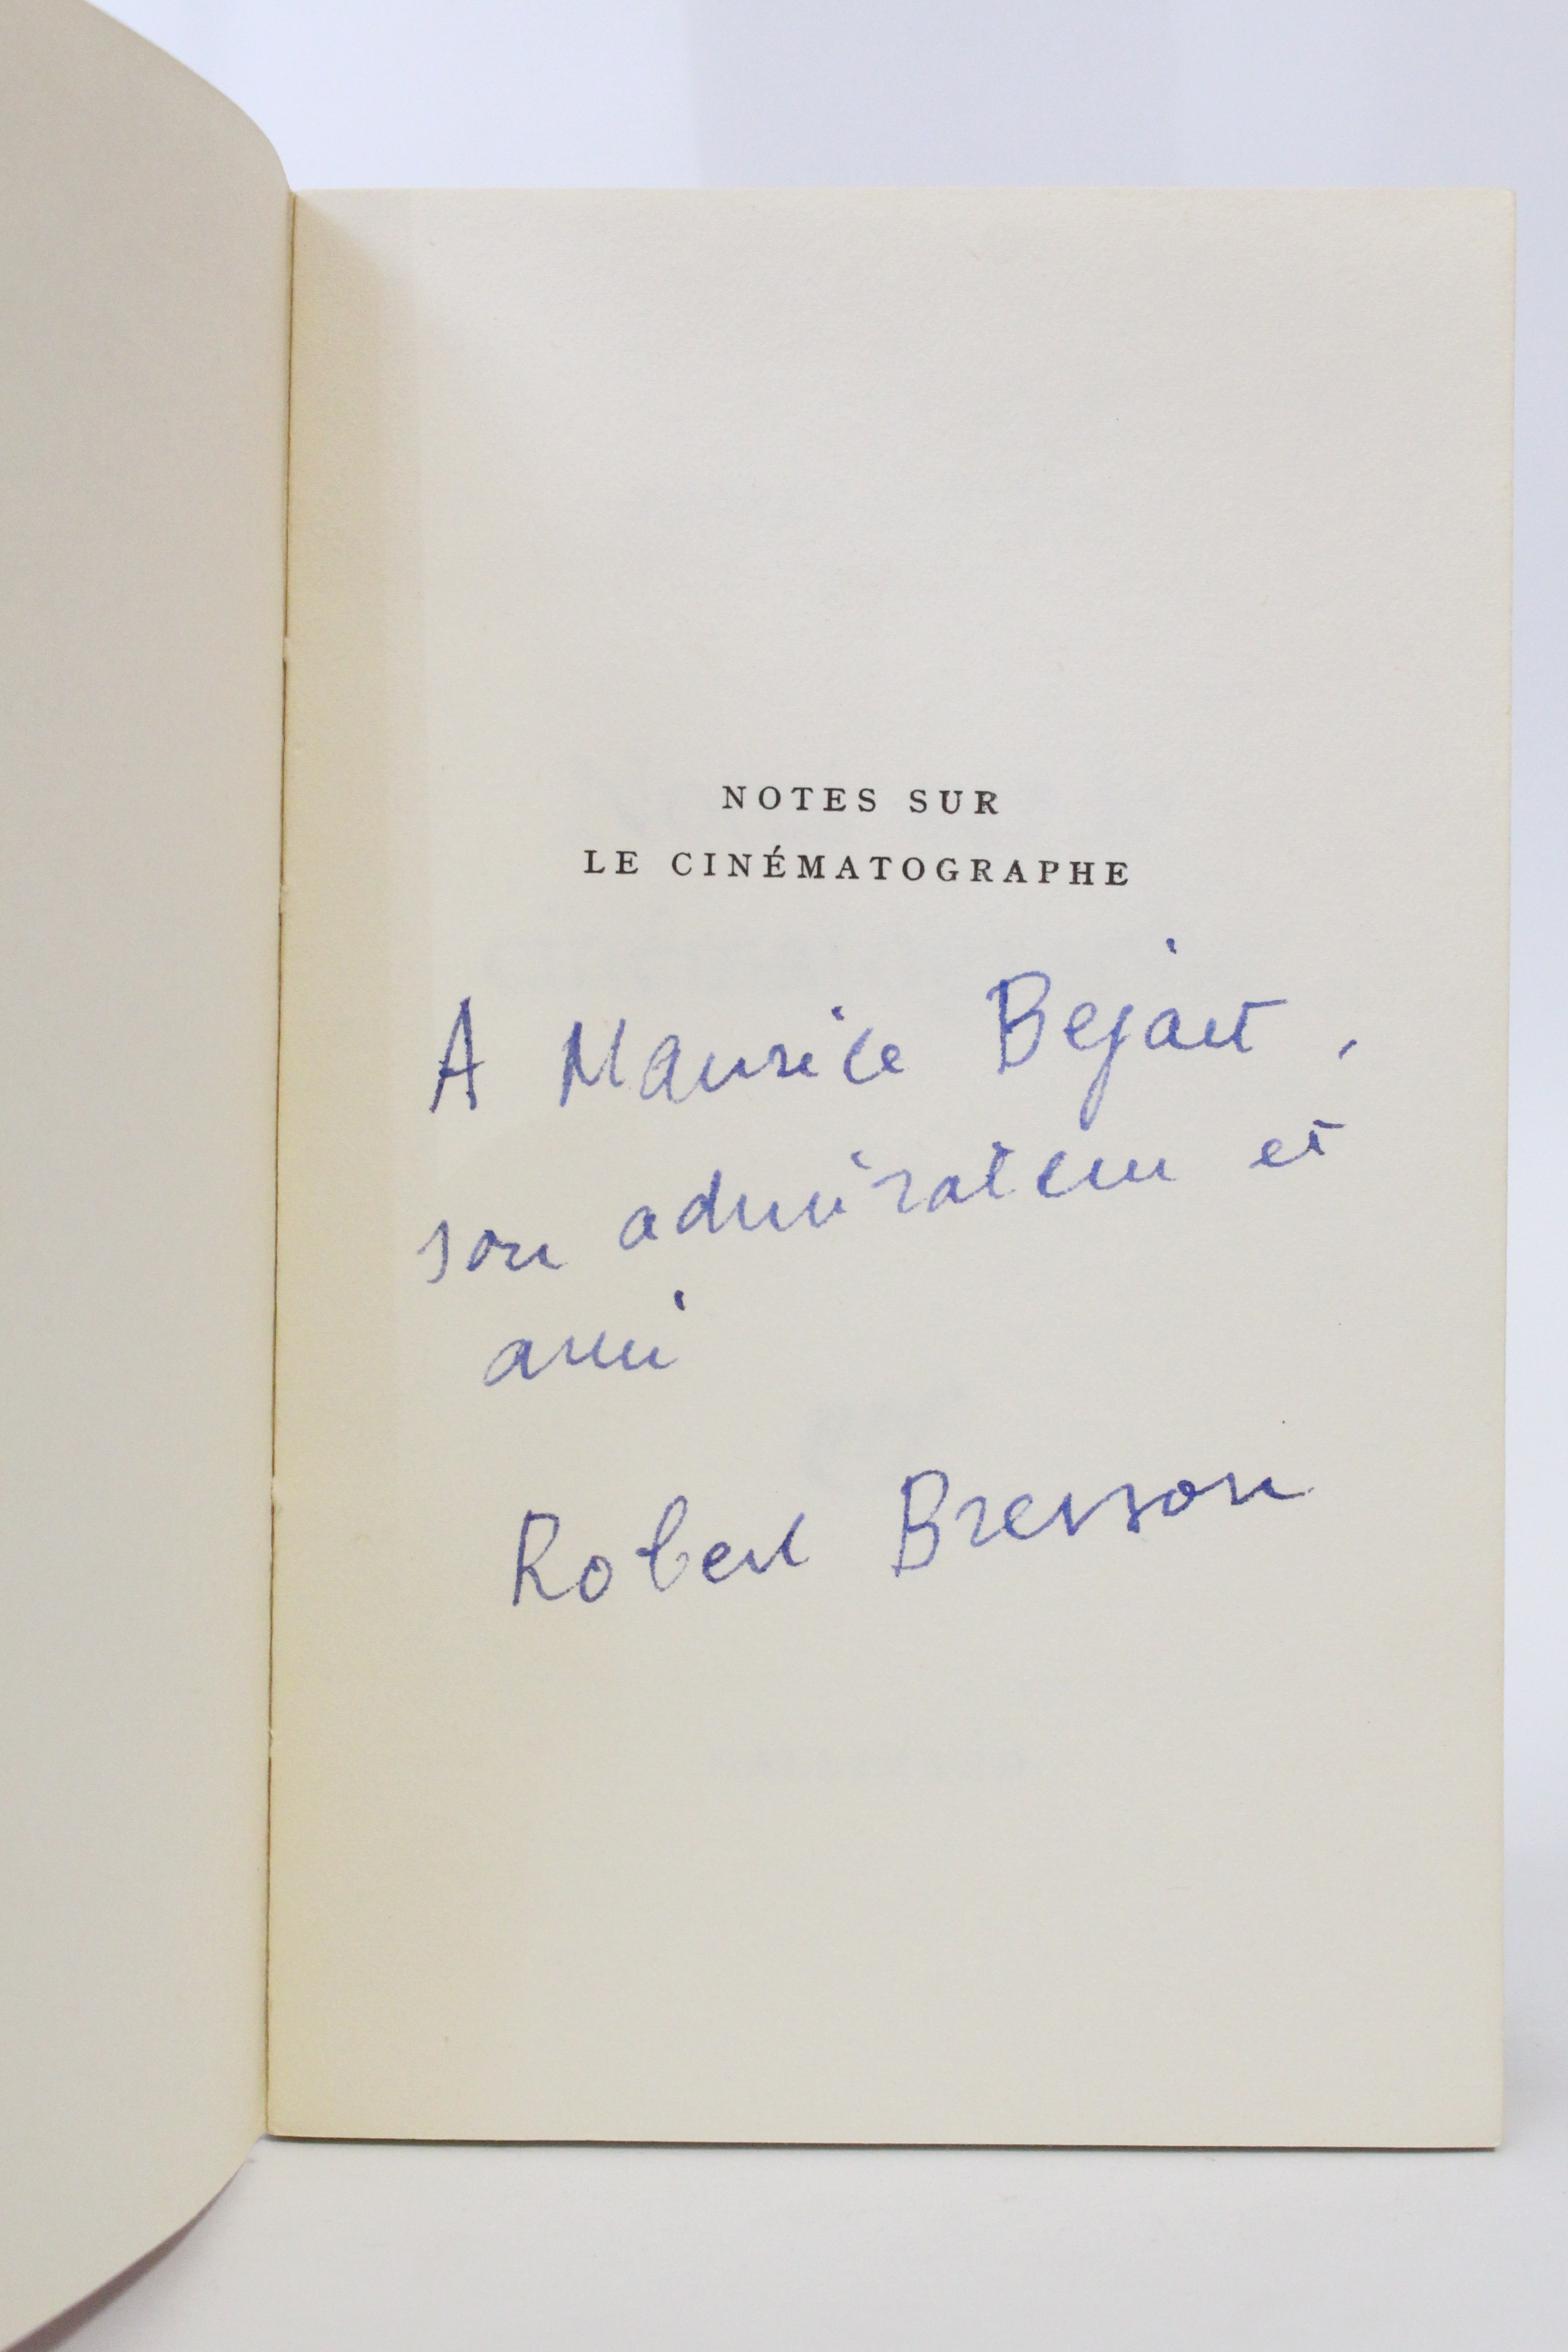 NOTES SUR
LE CINÉMATOGRAPHE
A Maurice Bejart,
son admirateur et
ami
Robert Bresson